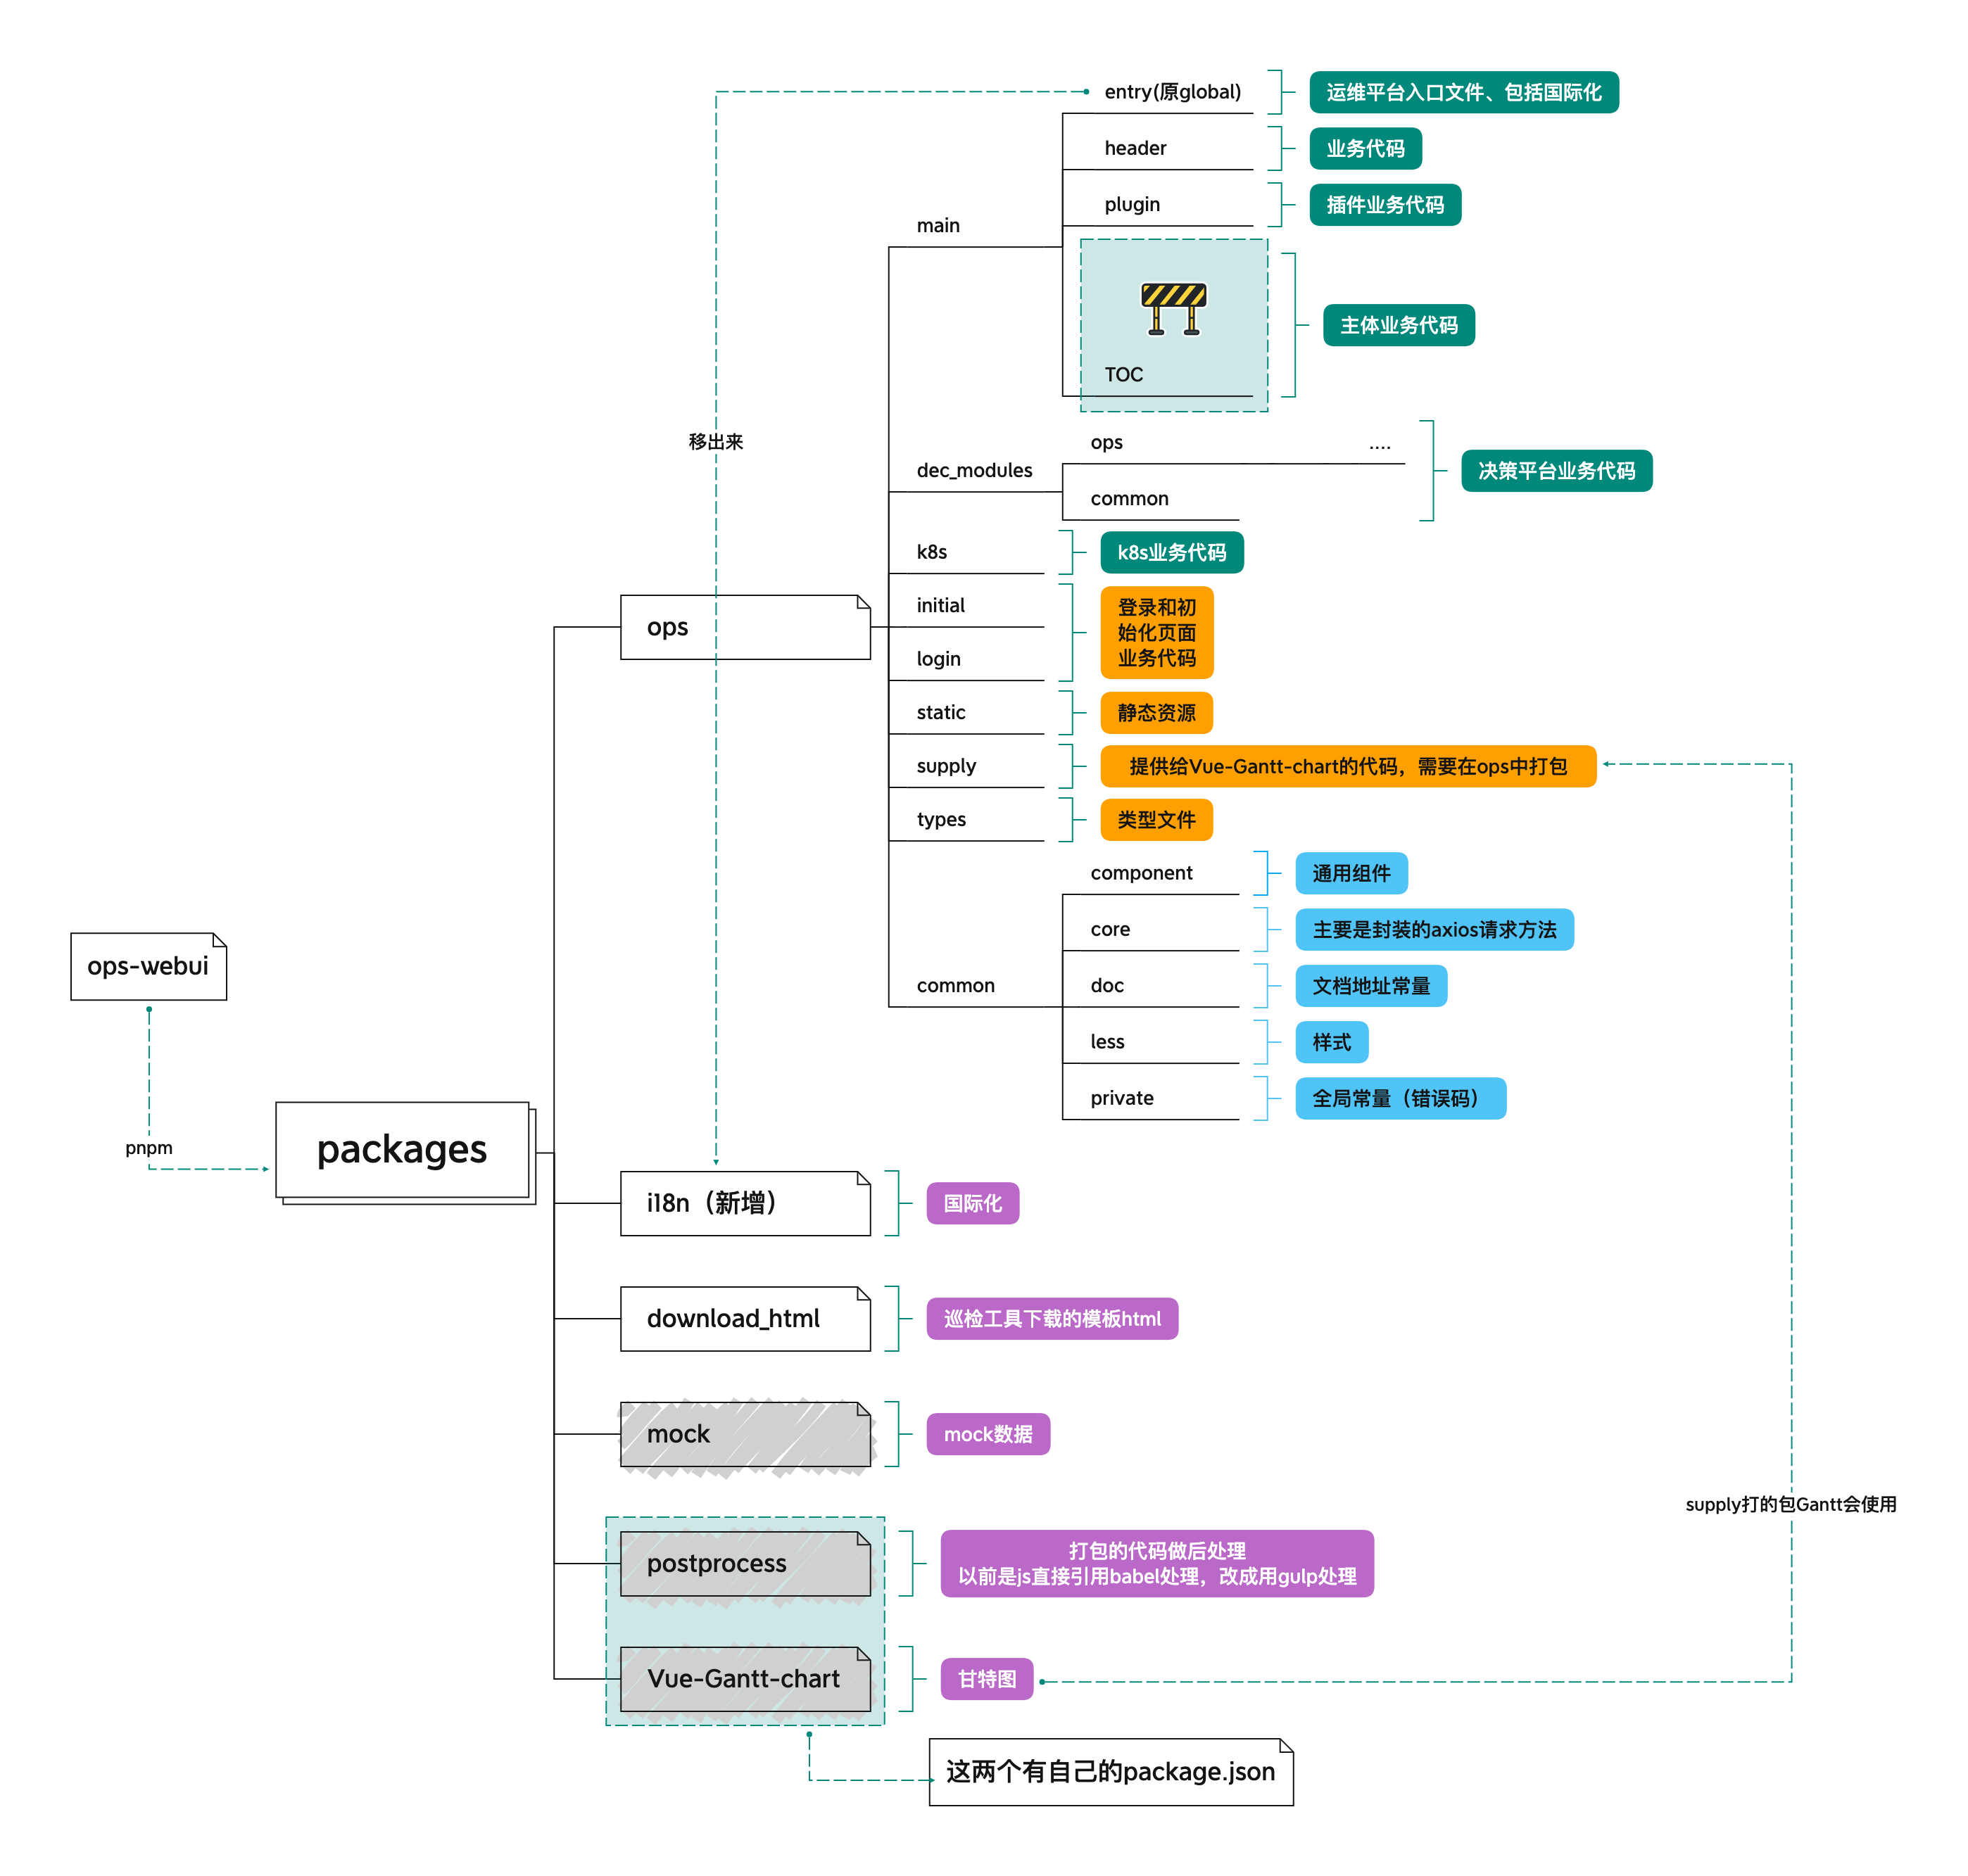 entry(原global)
运维平台入口文件、包括国际化
header
业务代码
plugin
插件业务代码
main
主体业务代码
TOC
移出来
ops
....
dec_modules
决策平台业务代码
common
k8s
k8s业务代码
initial
登录和初
始化页面
业务代码
ops
login
static
静态资源
supply
提供给Vue-Gantt-chart的代码，需要在ops中打包
types
类型文件
component
通用组件
core
主要是封装的axios请求方法
ops-webui
common
doc
文档地址常量
less
样式
private
全局常量（错误码）
pnpm
packages
i18n（新增）
国际化
download_html
巡检工具下载的模板html
mock
mock数据
supply打的包Gantt会使用
postprocess
打包的代码做后处理
以前是js直接引用babel处理，改成用gulp处理
Vue-Gantt-chart
甘特图
这两个有自己的package.json